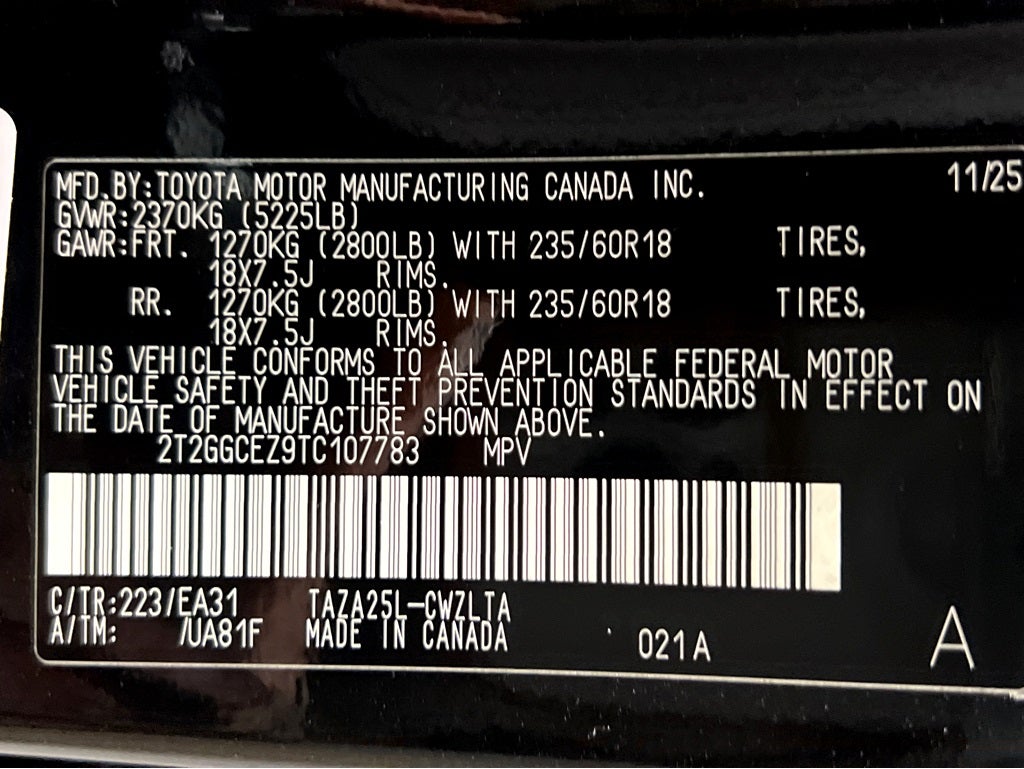 MFD.BY:TOYOTA MOTOR MANUFACTURING CANADA INC. 11/25
GVWR:2370KG (5225LB)
GAWR:FRT. 1270KG (2800LB) WITH 235/60R18 TIRES,
18X7.5J RIMS.
RR. 1270KG (2800LB) WITH 235/60R18 TIRES,
18X7.5J RIMS.
THIS VEHICLE CONFORMS TO ALL APPLICABLE FEDERAL MOTOR
VEHICLE SAFETY AND THEFT PREVENTION STANDARDS IN EFFECT ON
THE DATE OF MANUFACTURE SHOWN ABOVE.
2T2GGCEZ9TC107783 MPV
C/TR:223/EA31 TAZA25L-CWZLTA
A/TM: /UA81F MADE IN CANADA 021A A